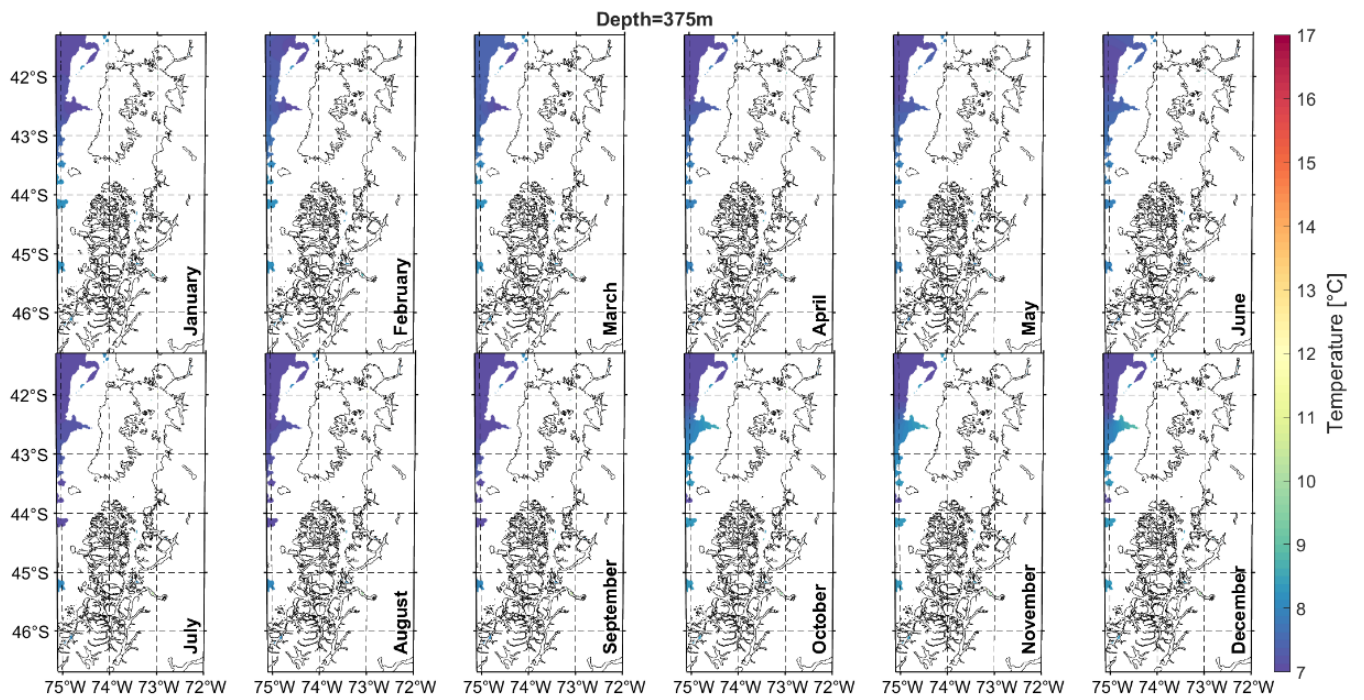 Depth=375m
42°S
43°S
44°S
45°S
46°S
January
February
March
April
May
June
42°S
43°S
44°S
45°S
46°S
July
August
September
October
November
December
75°W 74°W 73°W 72°W
75°W 74°W 73°W 72°W
75°W 74°W 73°W 72°W
75°W 74°W 73°W 72°W
75°W 74°W 73°W 72°W
75°W 74°W 73°W 72°W
17
16
15
14
13
12
11
10
9
8
7
Temperature [°C]